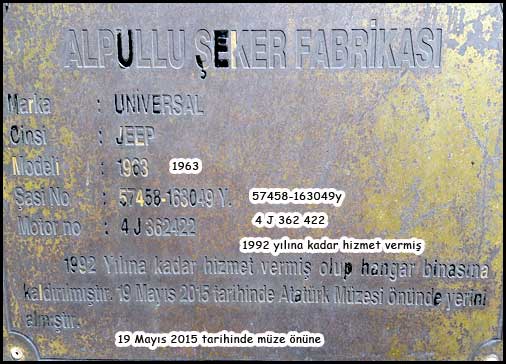 ALPULLU ŞEKER FABRİKASI
Marka : UNİVERSAL
Cinsi : JEEP
Modeli : 1963 1963
Şasi No : 57458-163049 Y. 57458-163049y
Motor no : 4 J 362422 4 J 362 422
1992 yılına kadar hizmet vermiş
1992 Yılına kadar hizmet vermiş olup hangar binasına
kaldırılmıştır. 19 Mayıs 2015 tarihinde Atatürk Müzesi önünde yerini
almıştır.
19 Mayıs 2015 tarihinde müze önüne